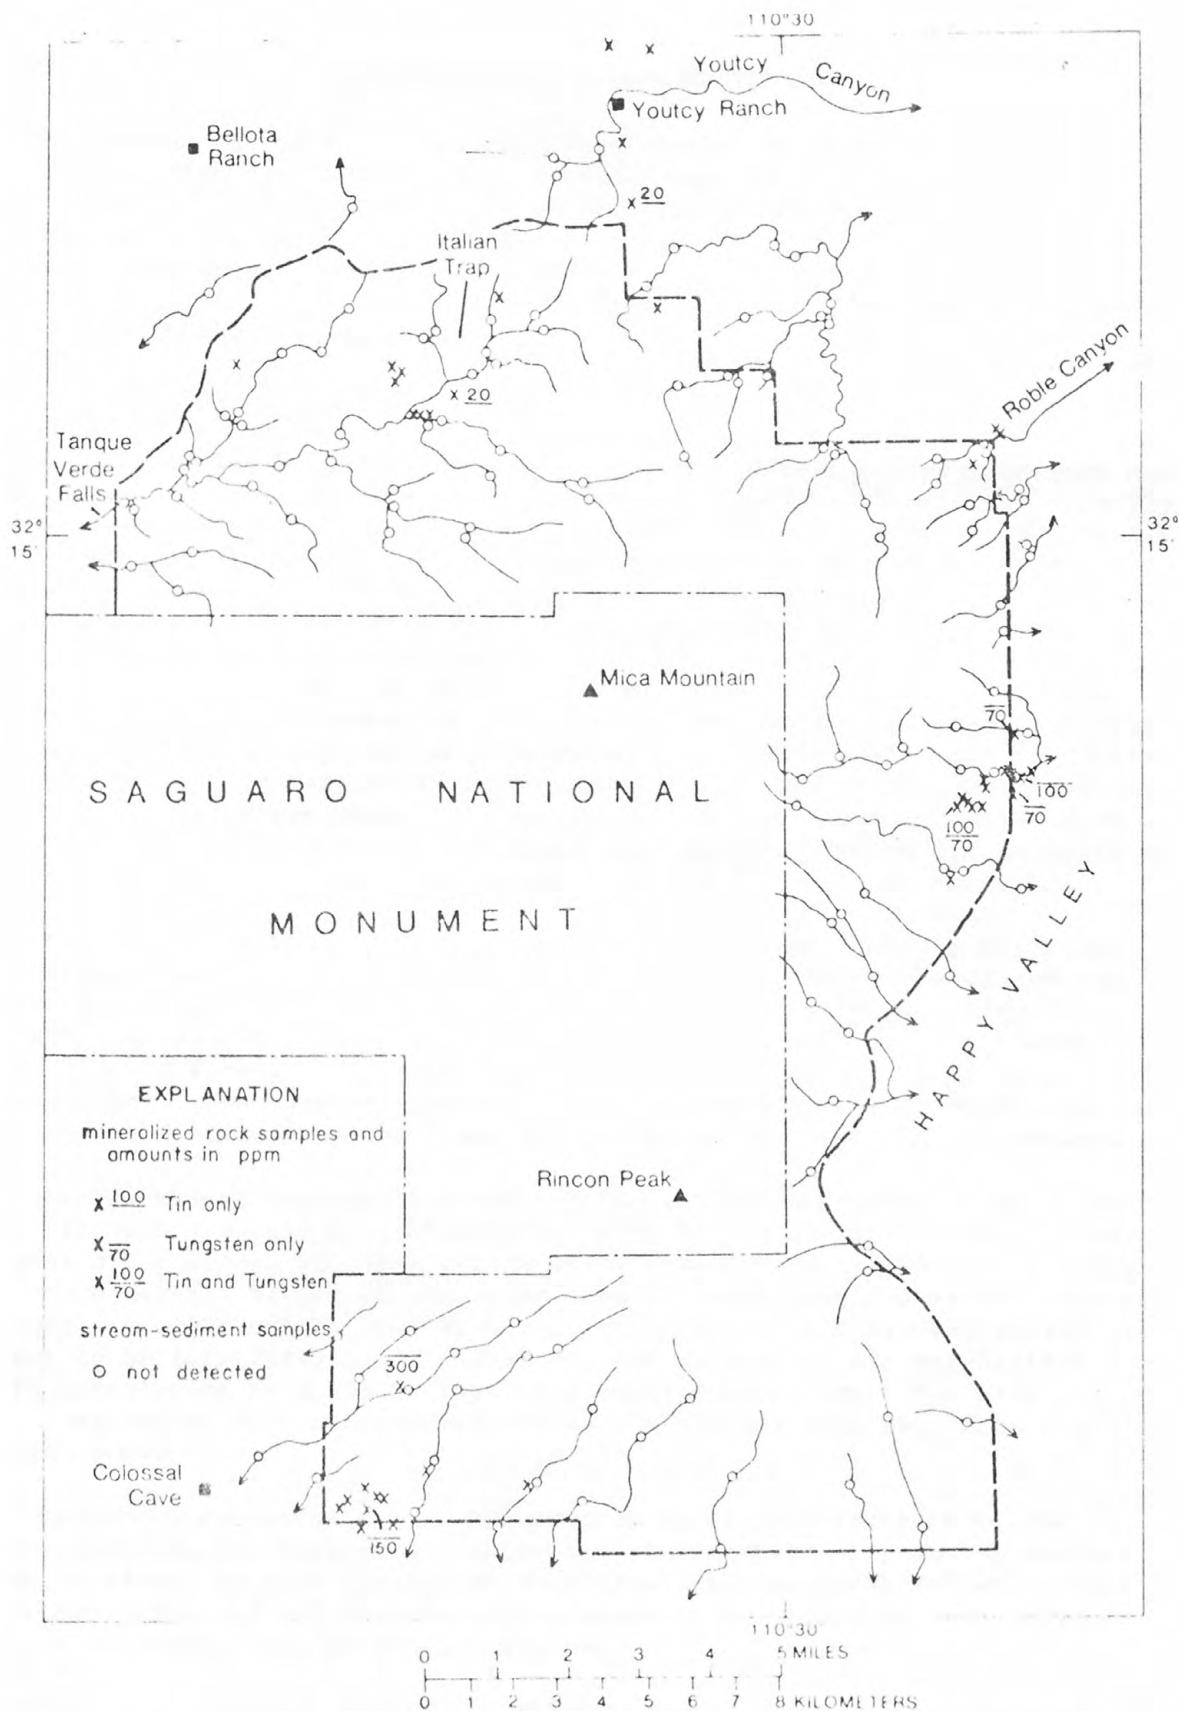 110°30
Youtcy
Canyon
Youtcy Ranch
Bellota
Ranch
20
Italian
Trap
20
Roble Canyon
Tanque
Verde
Falls
32°
15'
32°
15'
Mica Mountain
70
100
70
100
70
SAGUARO NATIONAL
MONUMENT
HAPPY VALLEY
EXPLANATION
mineralized rock samples and
amounts in ppm
x 100 Tin only
x 70 Tungsten only
x 100
70 Tin and Tungsten
stream-sediment samples
o not detected
Rincon Peak
300
Colossal
Cave
150
110°30'
0 1 2 3 4 5 MILES
0 1 2 3 4 5 6 7 8 KILOMETERS